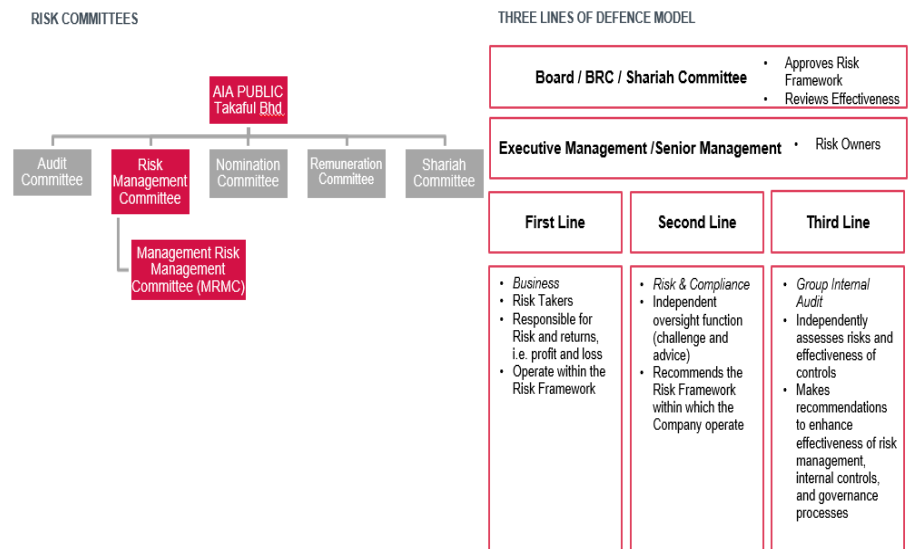 RISK COMMITTEES
AIA PUBLIC
Takaful Bhd
Audit
Committee
Risk
Management
Committee
Nomination
Committee
Remuneration
Committee
Shariah
Committee
Management Risk
Management
Committee (MRMC)
THREE LINES OF DEFENCE MODEL
Board / BRC / Shariah Committee
• Approves Risk
Framework
• Reviews Effectiveness
Executive Management /Senior Management
• Risk Owners
First Line
• Business
• Risk Takers
• Responsible for
Risk and returns,
i.e. profit and loss
• Operate within the
Risk Framework
Second Line
• Risk & Compliance
• Independent
oversight function
(challenge and
advice)
• Recommends the
Risk Framework
within which the
Company operate
Third Line
• Group Internal
Audit
• Independently
assesses risks and
effectiveness of
controls
• Makes
recommendations
to enhance
effectiveness of risk
management,
internal controls,
and governance
processes